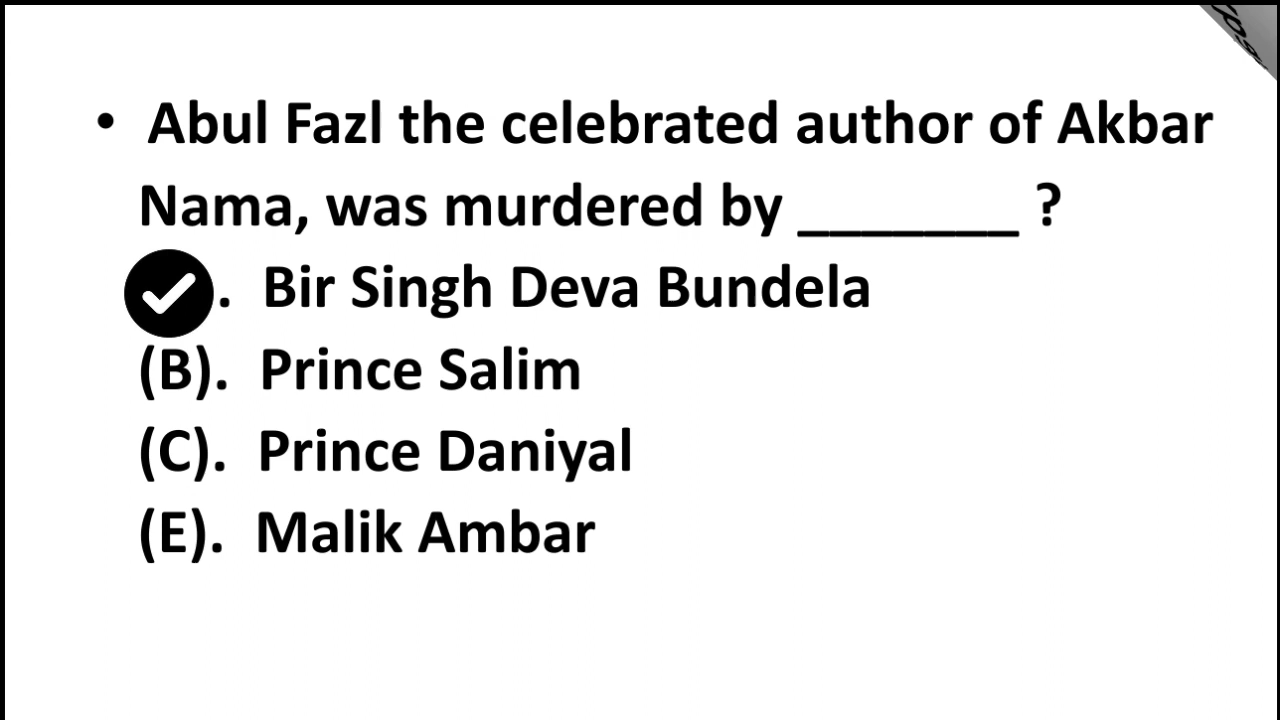 • Abul Fazl the celebrated author of Akbar
Nama, was murdered by _______ ?
. Bir Singh Deva Bundela
(B). Prince Salim
(C). Prince Daniyal
(E). Malik Ambar